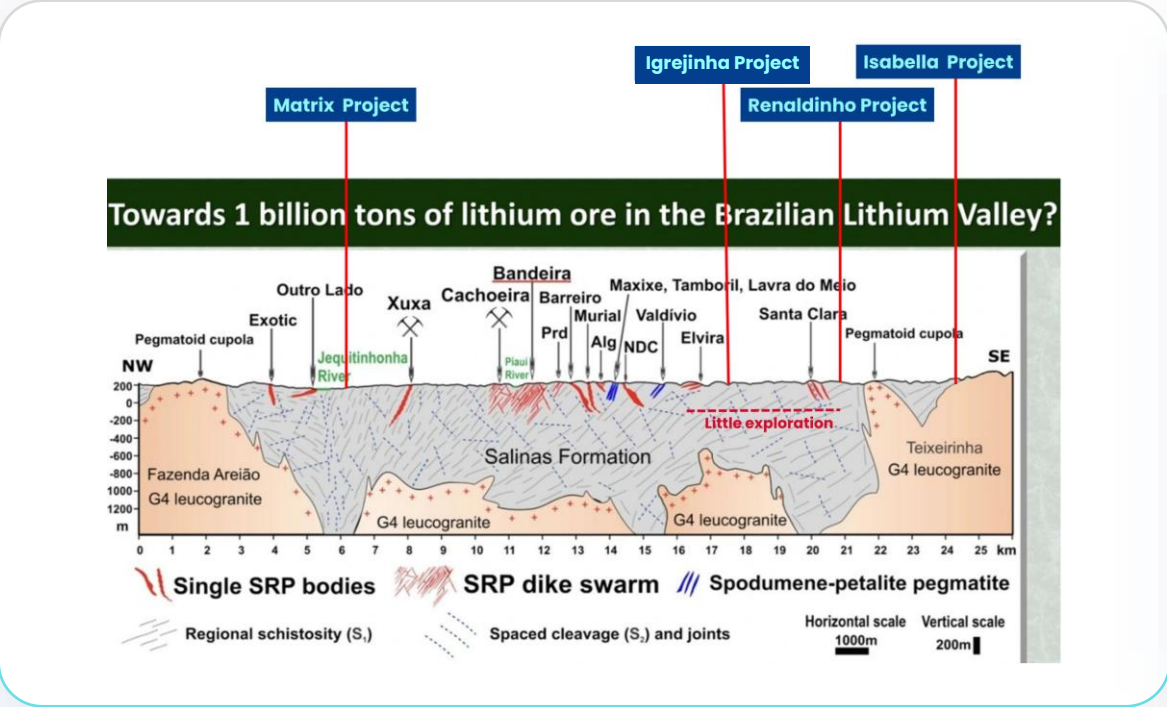 Igrejinha Project
Isabella Project
Matrix Project
Renaldinho Project
Towards 1 billion tons of lithium ore in the Brazilian Lithium Valley?
Bandeira
Outro Lado
Xuxa
Cachoeira
Barreiro
Maxixe, Tamboril, Lavra do Meio
Exotic
Murial
Valdívio
Santa Clara
Pegmatoid cupola
Prd
Alg
NDC
Elvira
Pegmatoid cupola
NW
Jequitinhonha
River
Piaui
River
SE
200
0
-200
-400
-600
-800
1000
1200
m
Little exploration
Salinas Formation
Fazenda Areião
G4 leucogranite
G4 leucogranite
G4 leucogranite
Teixeirinha
G4 leucogranite
0 1 2 3 4 5 6 7 8 9 10 11 12 13 14 15 16 17 18 19 20 21 22 23 24 25 km
Single SRP bodies
SRP dike swarm
Spodumene-petalite pegmatite
Regional schistosity (S₁)
Spaced cleavage (S₂) and joints
Horizontal scale
1000m
Vertical scale
200m